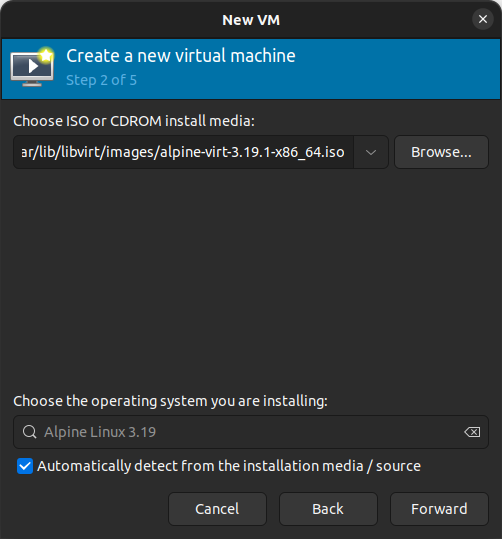 New VM
Create a new virtual machine
Step 2 of 5
Choose ISO or CDROM install media:
ar/lib/libvirt/images/alpine-virt-3.19.1-x86_64.iso
Browse...
Choose the operating system you are installing:
Alpine Linux 3.19
Automatically detect from the installation media / source
Cancel
Back
Forward